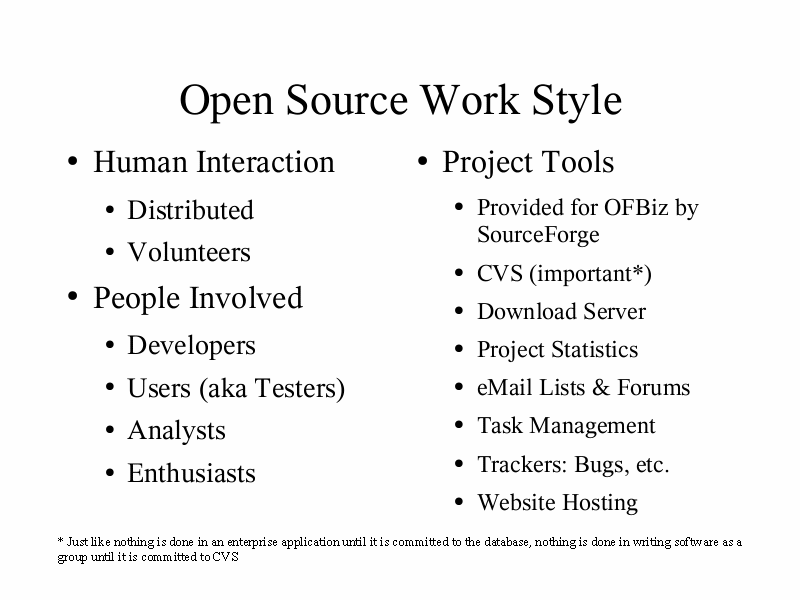 Open Source Work Style
• Human Interaction
• Distributed
• Volunteers
• People Involved
• Developers
• Users (aka Testers)
• Analysts
• Enthusiasts
• Project Tools
• Provided for OFBiz by
SourceForge
• CVS (important*)
• Download Server
• Project Statistics
• eMail Lists & Forums
• Task Management
• Trackers: Bugs, etc.
• Website Hosting
* Just like nothing is done in an enterprise application until it is committed to the database, nothing is done in writing software as a
group until it is committed to CVS